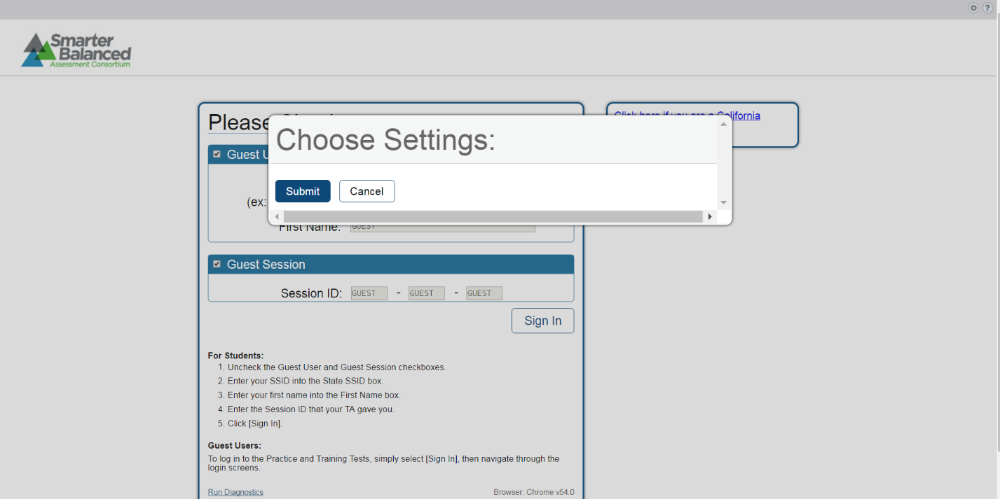 ?
Smarter
Balanced
Assessment Consortium
Please
Click here if you are a California
Choose Settings:
Guest U
Submit Cancel
(ex:
First Name: GUEST
Guest Session
Session ID: GUEST - GUEST - GUEST
Sign In
For Students:
1. Uncheck the Guest User and Guest Session checkboxes.
2. Enter your SSID into the State SSID box.
3. Enter your first name into the First Name box.
4. Enter the Session ID that your TA gave you.
5. Click [Sign In].
Guest Users:
To log in to the Practice and Training Tests, simply select [Sign In], then navigate through the
login screens.
Run Diagnostics Browser: Chrome v54.0